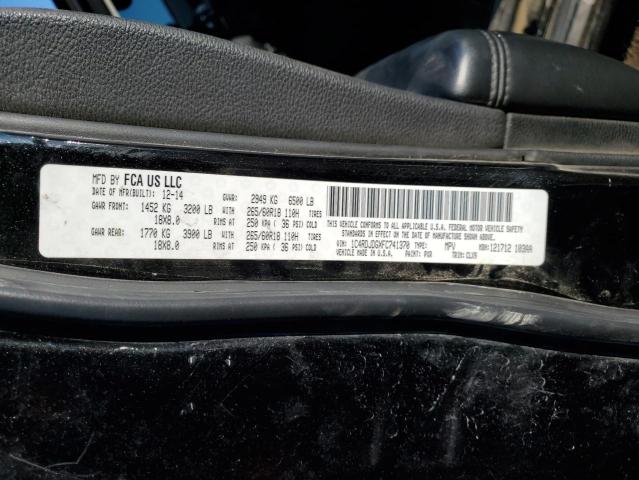 MFD BY FCA US LLC
DATE OF MFR(BUILT): 12-14 GVWR: 2949 KG 6500 LB
GAWR FRONT: 1452 KG 3200 LB WITH 265/60R18 110H TIRES
18X8.0 RIMS AT 250 KPA ( 36 PSI) COLD
GAWR REAR: 1770 KG 3900 LB WITH 265/60R18 110H TIRES
18X8.0 RIMS AT 250 KPA ( 36 PSI) COLD
THIS VEHICLE CONFORMS TO ALL APPLICABLE U.S.A. FEDERAL MOTOR VEHICLE SAFETY
STANDARDS IN EFFECT ON THE DATE OF MANUFACTURE SHOWN ABOVE.
VIN: 1C4RDJDGXFC741370 TYPE: MPV MDH: 121712 103AA
VEHICLE MADE IN U.S.A. PAINT: PXR TRIM: CLX9